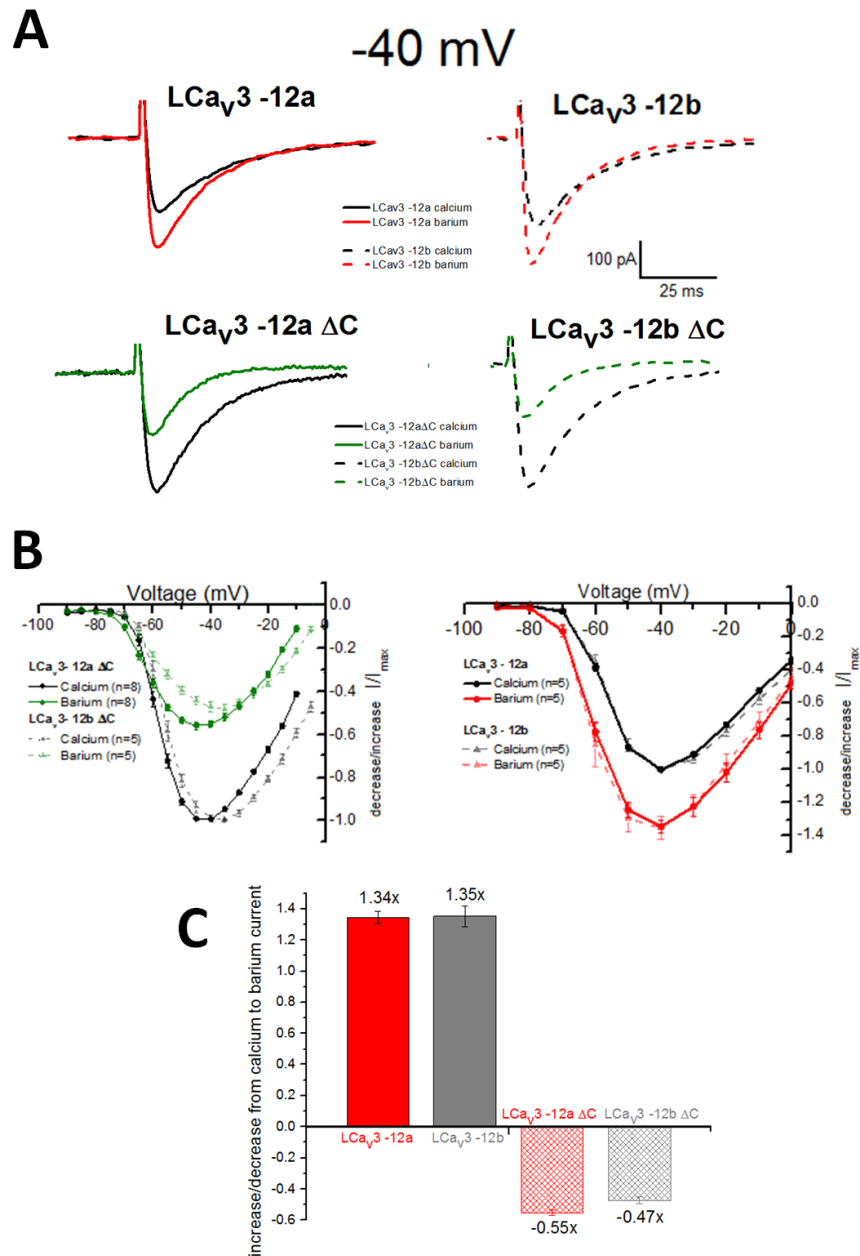 A
-40 mV
LCaV3 -12a
LCaV3 -12b
LCav3 -12a calcium
LCav3 -12a barium
LCav3 -12b calcium
LCav3 -12b barium
100 pA
25 ms
LCaV3 -12a ΔC
LCaV3 -12b ΔC
LCav3 -12aΔC calcium
LCav3 -12aΔC barium
LCav3 -12bΔC calcium
LCav3 -12bΔC barium
B
Voltage (mV)
-100 -80 -60 -40 -20 0
0.0
-0.2
-0.4
-0.6
-0.8
-1.0
decrease/increase I/Imax
LCav3- 12a ΔC
Calcium (n=8)
Barium (n=8)
LCav3- 12b ΔC
Calcium (n=5)
Barium (n=5)
Voltage (mV)
-100 -80 -60 -40 -20 0
0.0
-0.2
-0.4
-0.6
-0.8
-1.0
-1.2
-1.4
decrease/increase I/Imax
LCav3 - 12a
Calcium (n=5)
Barium (n=5)
LCav3 - 12b
Calcium (n=5)
Barium (n=5)
C
increase/decrease from calcium to barium current
1.4
1.2
1.0
0.8
0.6
0.4
0.2
0.0
-0.2
-0.4
-0.6
1.34x
1.35x
LCaV3 -12a
LCaV3 -12b
LCaV3 -12a ΔC
LCaV3 -12b ΔC
-0.55x
-0.47x